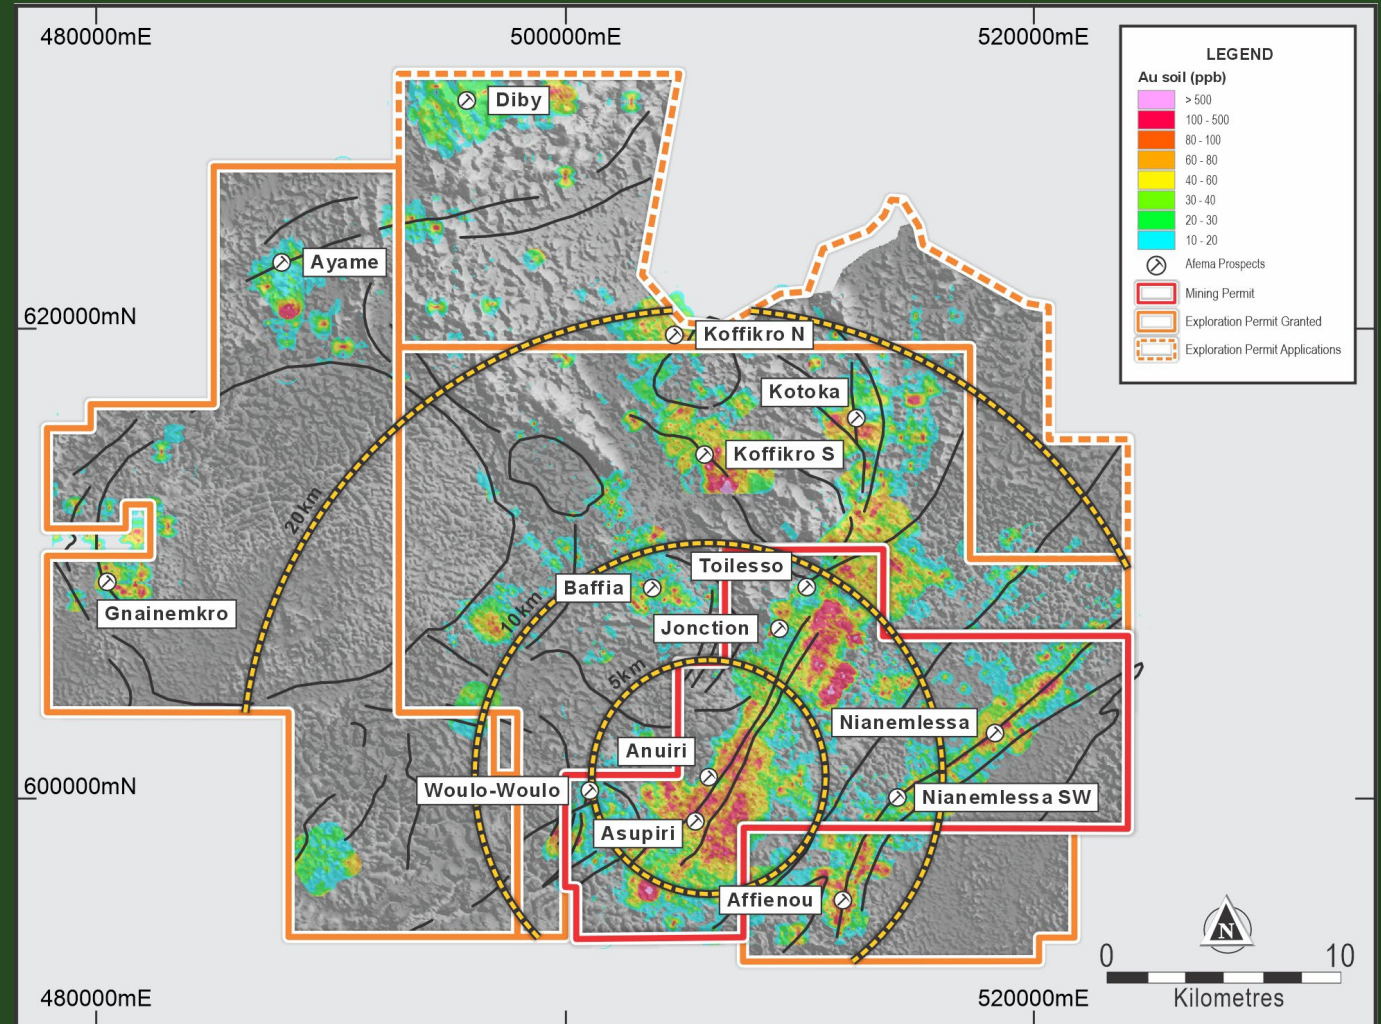 480000mE
500000mE
520000mE
LEGEND
Au soil (ppb)
> 500
100 - 500
80 - 100
60 - 80
40 - 60
30 - 40
20 - 30
10 - 20
Afema Prospects
Mining Permit
Exploration Permit Granted
Exploration Permit Applications
Diby
Ayame
620000mN
Koffikro N
Kotoka
Koffikro S
20km
Toilesso
Baffia
Gnainemkro
10km
Jonction
5km
Nianemlessa
Anuiri
600000mN
Woulo-Woulo
Nianemlessa SW
Asupiri
Affienou
N
0
10
Kilometres
480000mE
520000mE